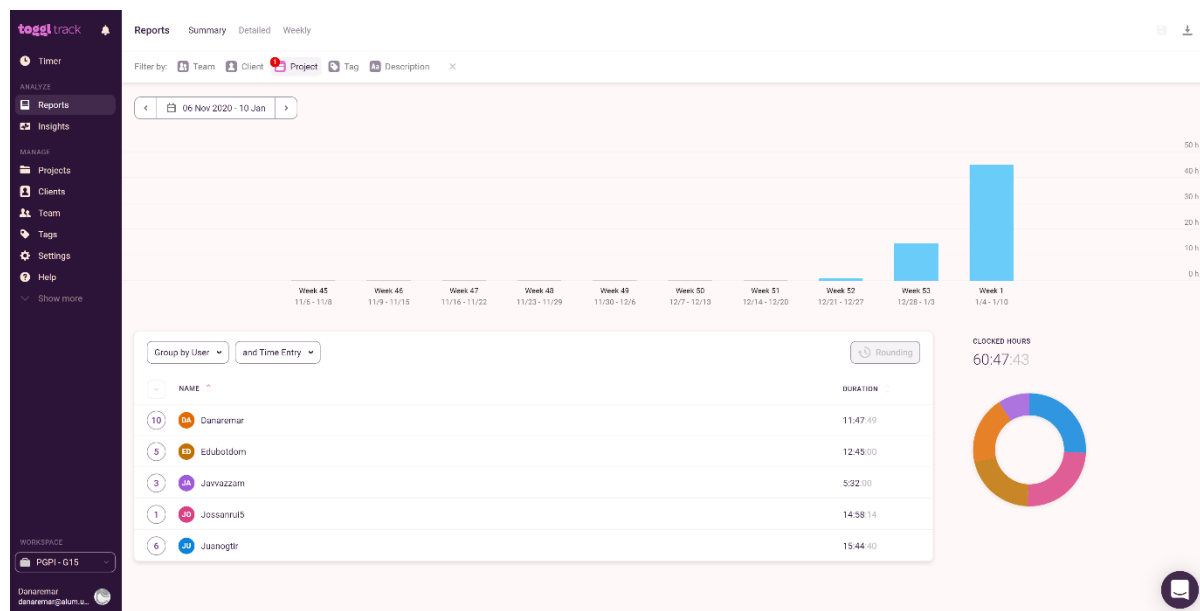 toggl track
Reports Summary Detailed Weekly
Timer
Filter by: Team Client 1 Project Tag Aa Description
ANALYZE
Reports
06 Nov 2020 - 10 Jan
Insights
MANAGE
Projects
Clients
Team
Tags
Settings
Help
Show more
50 h
40 h
30 h
20 h
10 h
0 h
Week 45 Week 46 Week 47 Week 48 Week 49 Week 50 Week 51 Week 52 Week 53 Week 1
11/6 - 11/8 11/9 - 11/15 11/16 - 11/22 11/23 - 11/29 11/30 - 12/6 12/7 - 12/13 12/14 - 12/20 12/21 - 12/27 12/28 - 1/3 1/4 - 1/10
Group by User and Time Entry Rounding
NAME DURATION
10 DA Danaremar 11:47:49
5 ED Edubotdom 12:45:00
3 JA Javvazzam 5:32:00
1 JO Jossanrui5 14:58:14
6 JU Juanogtir 15:44:40
CLOCKED HOURS
60:47:43
WORKSPACE
PGPI - G15
Danaremar
danaremar@alum.u...